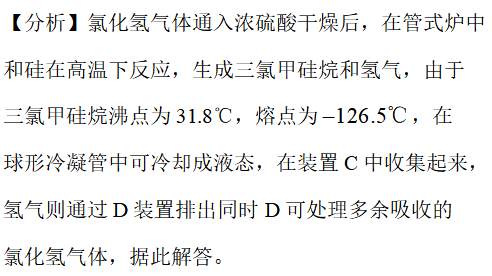 【分析】氯化氢气体通入浓硫酸干燥后，在管式炉中
和硅在高温下反应，生成三氯甲硅烷和氢气，由于
三氯甲硅烷沸点为31.8℃，熔点为−126.5℃，在
球形冷凝管中可冷却成液态，在装置C中收集起来，
氢气则通过D装置排出同时D可处理多余吸收的
氯化氢气体，据此解答。